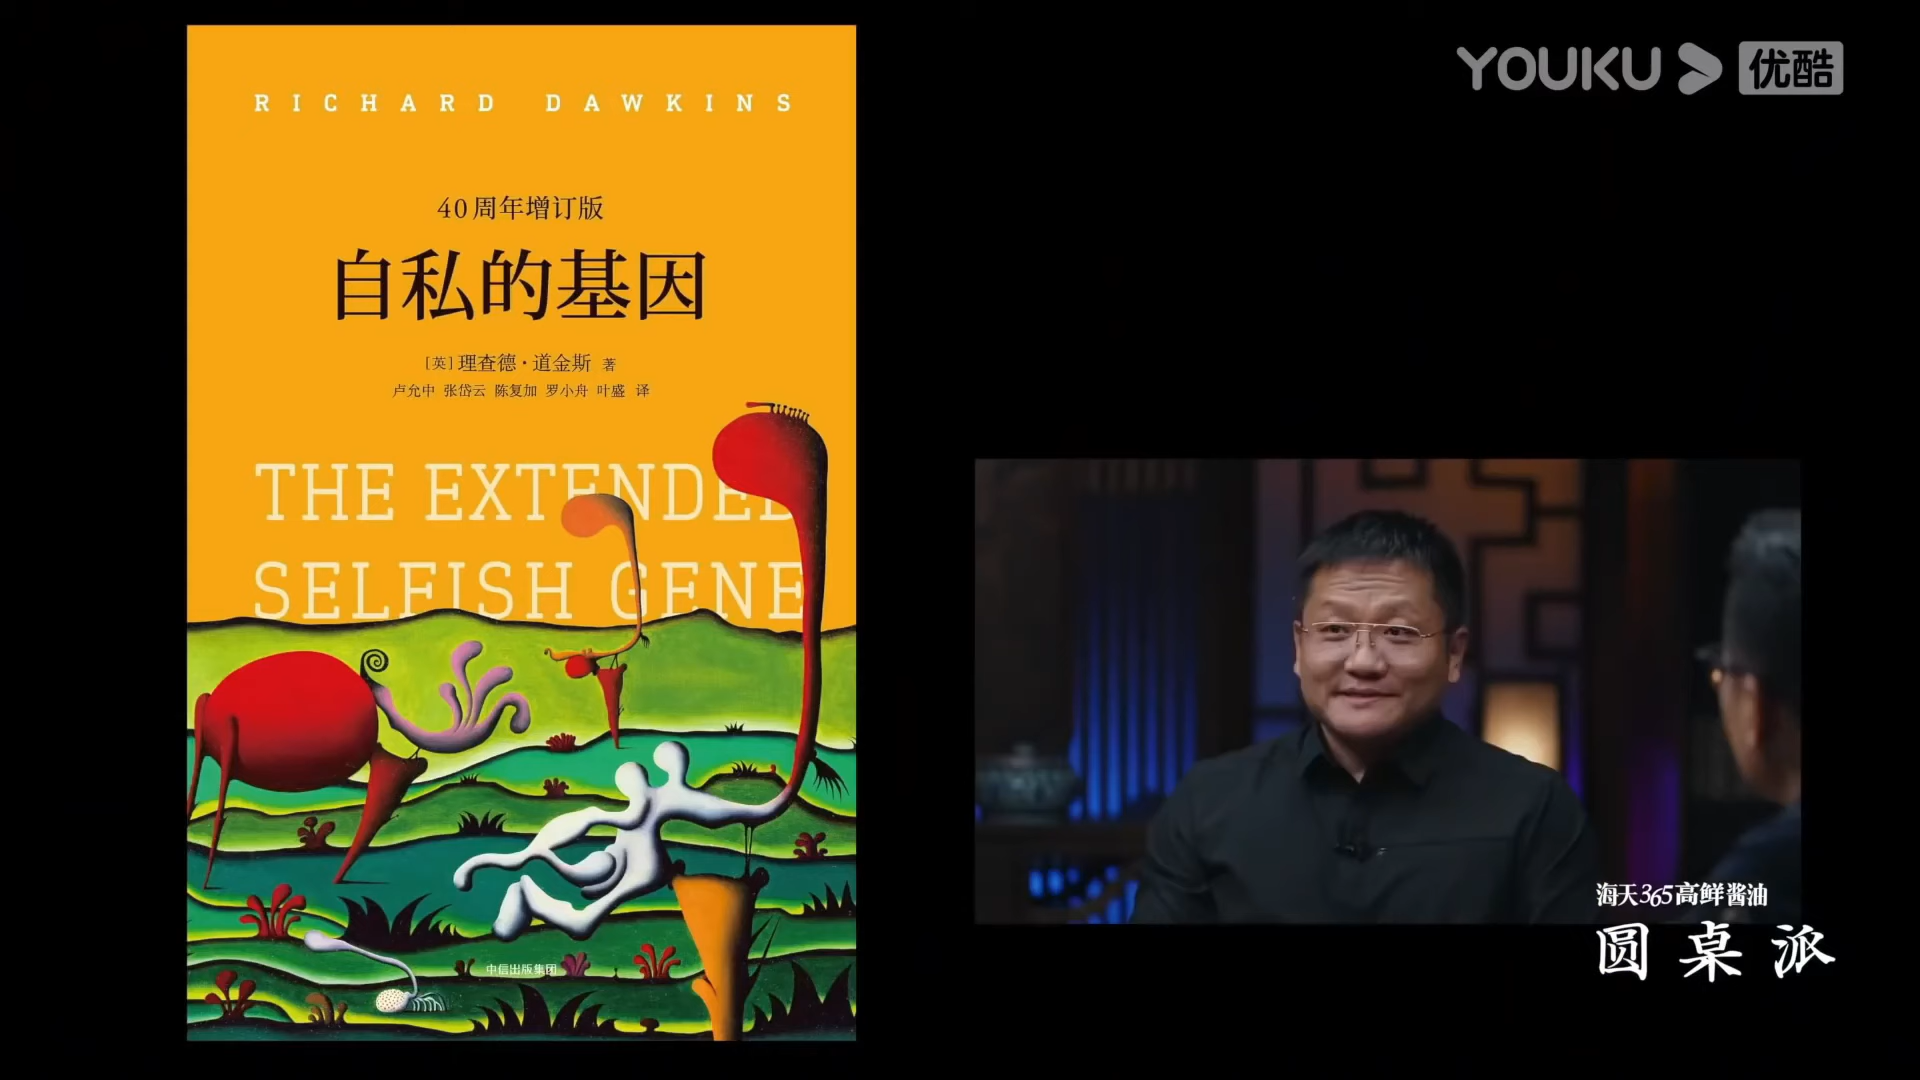 RICHARD DAWKINS
40周年增订版
自私的基因
[英]理查德·道金斯 著
卢允中 张岱云 陈复加 罗小舟 叶盛 译
THE EXTENDED
SELFISH GENE
中信出版集团
YOUKU 优酷
海天365高鲜酱油
圆桌派